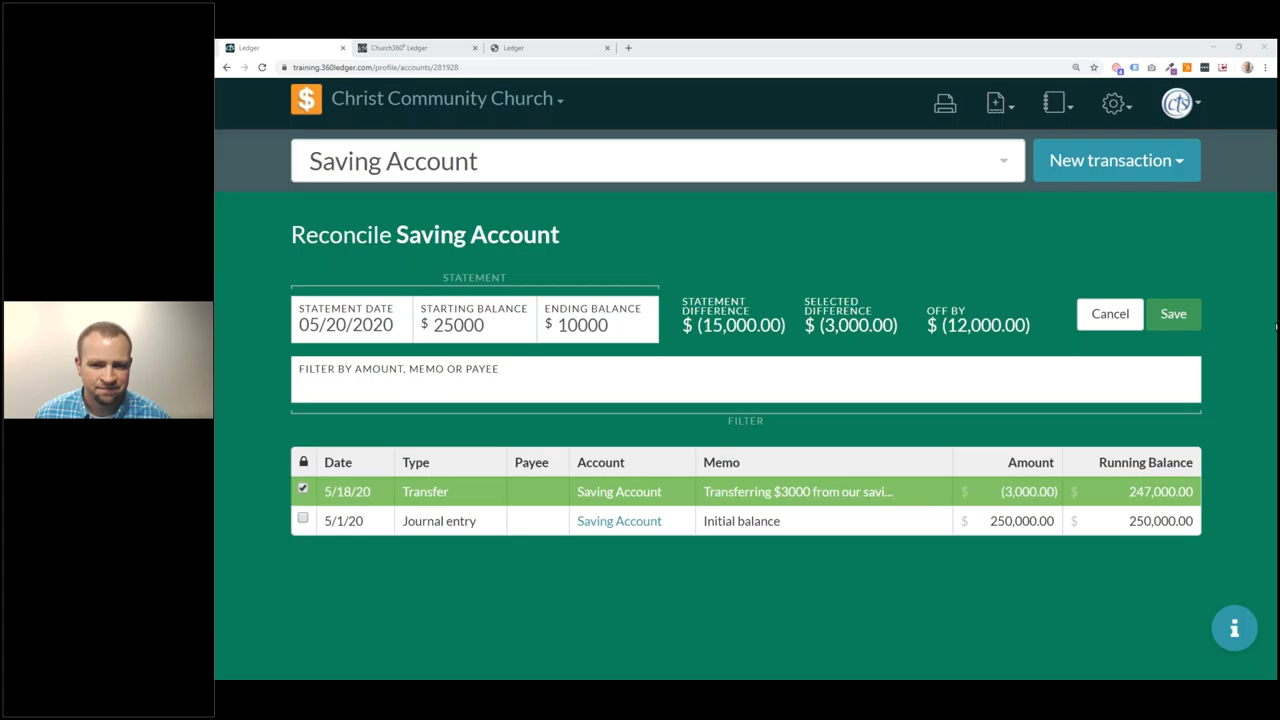 Ledger
Church360° Ledger
Ledger
training.360ledger.com/profile/accounts/281928
$ Christ Community Church
cts
Saving Account
New transaction
Reconcile Saving Account
STATEMENT
STATEMENT DATE STARTING BALANCE ENDING BALANCE
05/20/2020 $ 25000 $ 10000
STATEMENT DIFFERENCE
$ (15,000.00)
SELECTED DIFFERENCE
$ (3,000.00)
OFF BY
$ (12,000.00)
Cancel Save
FILTER BY AMOUNT, MEMO OR PAYEE
FILTER
Date Type Payee Account Memo Amount Running Balance
5/18/20 Transfer Saving Account Transferring $3000 from our savi... $ (3,000.00) $ 247,000.00
5/1/20 Journal entry Saving Account Initial balance $ 250,000.00 $ 250,000.00
i